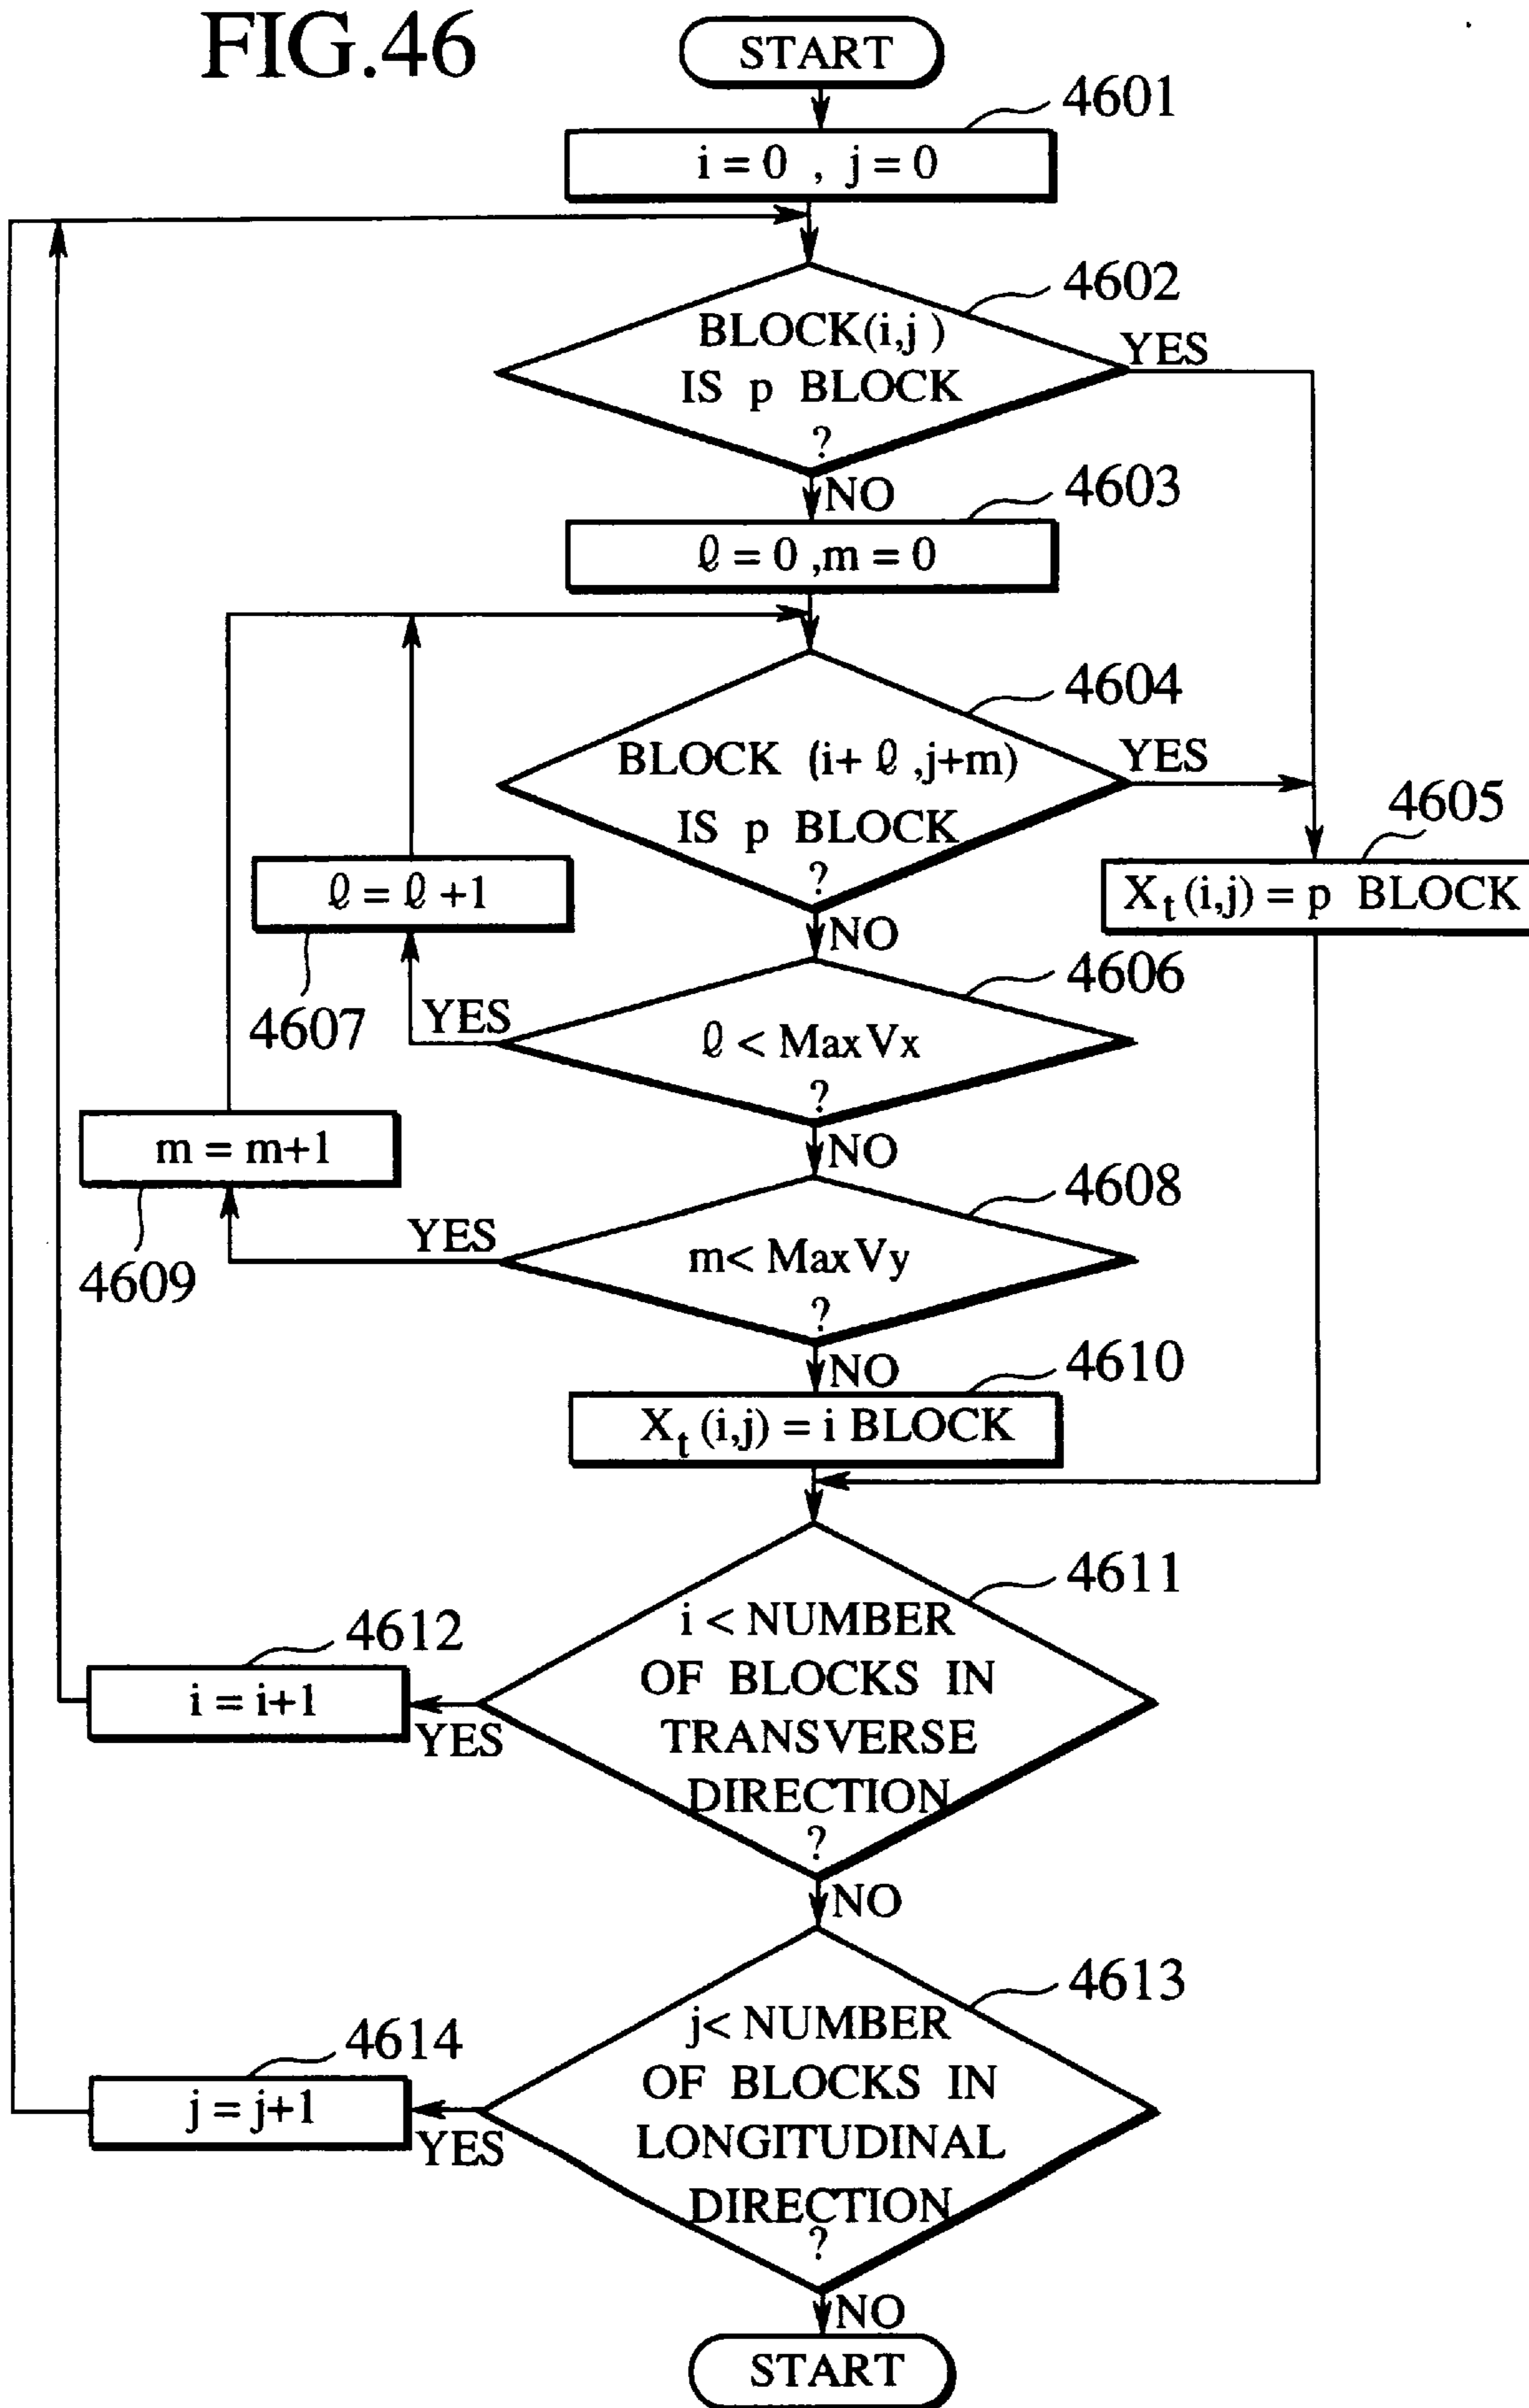 FIG.46
START
4601
i = 0 , j = 0
4602
BLOCK(i,j )
IS p BLOCK
?
YES
NO
4603
ℓ = 0 ,m = 0
4604
BLOCK (i+ ℓ ,j+m)
IS p BLOCK
?
YES
4605
X t (i,j) = p BLOCK
ℓ = ℓ +1
4607
NO
4606
ℓ < MaxVx
?
YES
NO
m = m+1
4609
4608
m< MaxVy
?
YES
NO
4610
X t (i,j) = i BLOCK
4611
i < NUMBER
OF BLOCKS IN
TRANSVERSE
DIRECTION
?
4612
i = i+1
YES
NO
4613
j< NUMBER
OF BLOCKS IN
LONGITUDINAL
DIRECTION
?
4614
j = j+1
YES
NO
START